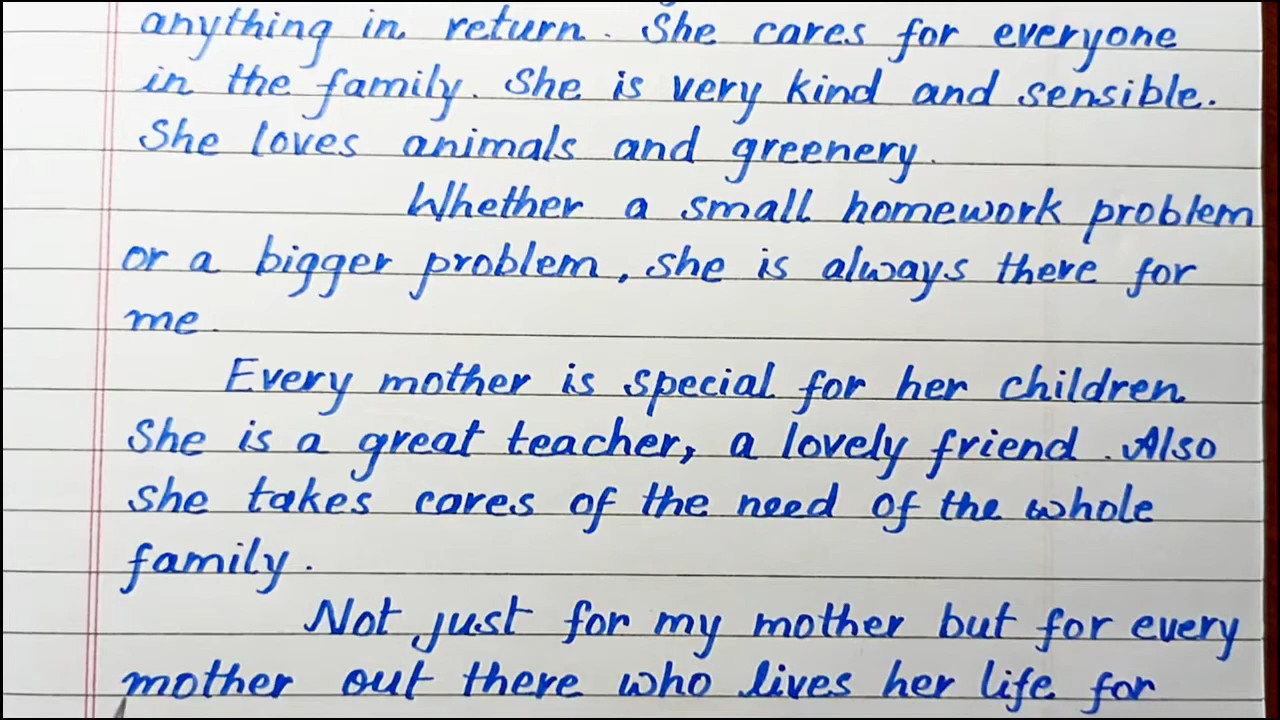 anything in return. She cares for everyone
in the family. She is very kind and sensible.
She loves animals and greenery.
Whether a small homework problem
or a bigger problem, she is always there for
me.
Every mother is special for her children
She is a great teacher, a lovely friend. Also
she takes cares of the need of the whole
family.
Not just for my mother but for every
mother out there who lives her life for